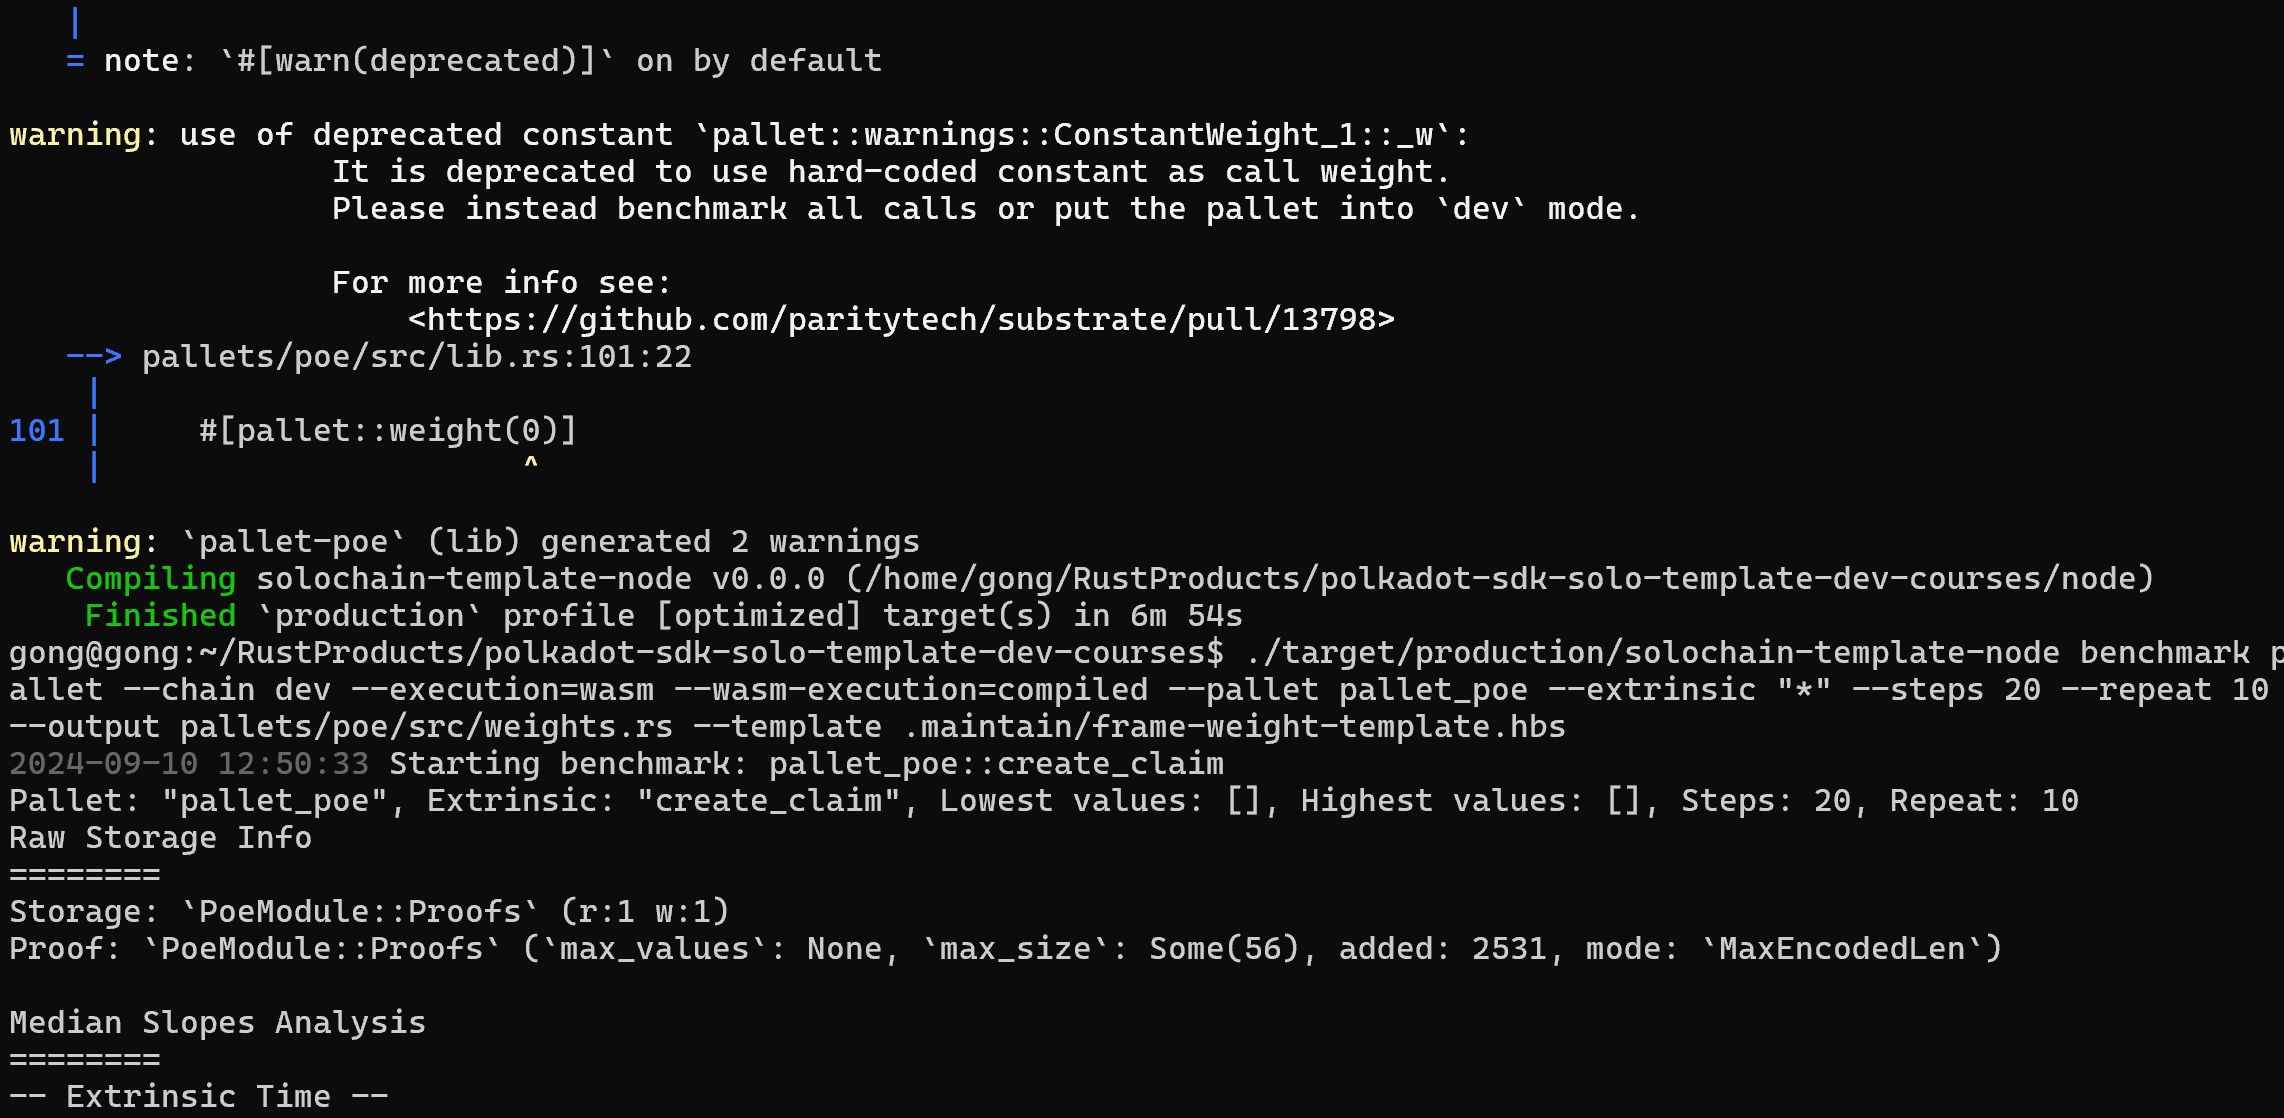 |
= note: `#[warn(deprecated)]` on by default
warning: use of deprecated constant `pallet::warnings::ConstantWeight_1::_w`:
It is deprecated to use hard-coded constant as call weight.
Please instead benchmark all calls or put the pallet into `dev` mode.
For more info see:
<https://github.com/paritytech/substrate/pull/13798>
--> pallets/poe/src/lib.rs:101:22
|
101 |     #[pallet::weight(0)]
|                      ^
warning: `pallet-poe` (lib) generated 2 warnings
Compiling solochain-template-node v0.0.0 (/home/gong/RustProducts/polkadot-sdk-solo-template-dev-courses/node)
Finished `production` profile [optimized] target(s) in 6m 54s
gong@gong:~/RustProducts/polkadot-sdk-solo-template-dev-courses$ ./target/production/solochain-template-node benchmark p
allet --chain dev --execution=wasm --wasm-execution=compiled --pallet pallet_poe --extrinsic "*" --steps 20 --repeat 10
--output pallets/poe/src/weights.rs --template .maintain/frame-weight-template.hbs
2024-09-10 12:50:33 Starting benchmark: pallet_poe::create_claim
Pallet: "pallet_poe", Extrinsic: "create_claim", Lowest values: [], Highest values: [], Steps: 20, Repeat: 10
Raw Storage Info
========
Storage: `PoeModule::Proofs` (r:1 w:1)
Proof: `PoeModule::Proofs` (`max_values`: None, `max_size`: Some(56), added: 2531, mode: `MaxEncodedLen`)
Median Slopes Analysis
========
-- Extrinsic Time --